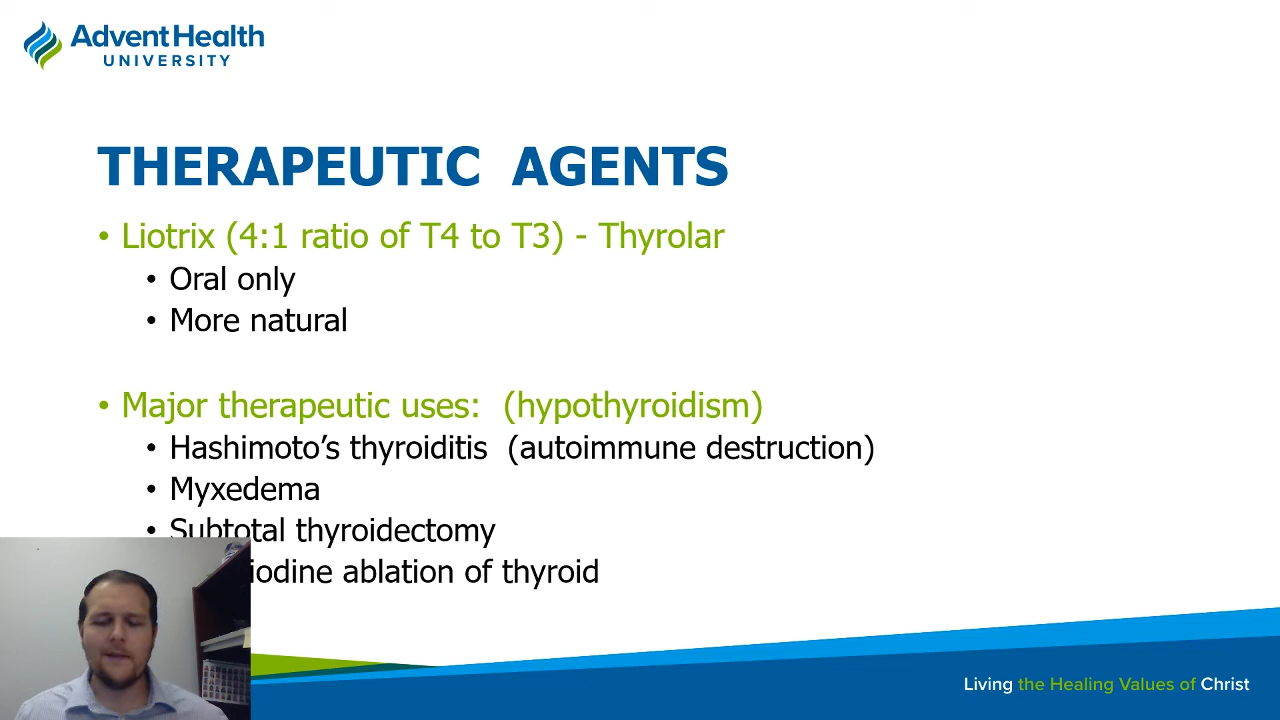 AdventHealth
UNIVERSITY
THERAPEUTIC AGENTS
• Liotrix (4:1 ratio of T4 to T3) - Thyrolar
• Oral only
• More natural
• Major therapeutic uses: (hypothyroidism)
• Hashimoto’s thyroiditis (autoimmune destruction)
• Myxedema
• Subtotal thyroidectomy
iodine ablation of thyroid
Living the Healing Values of Christ